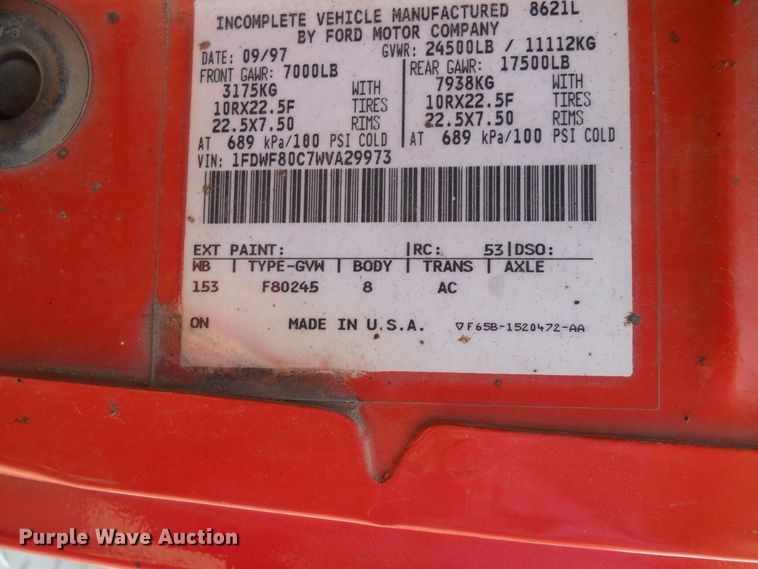 INCOMPLETE VEHICLE MANUFACTURED 8621L
BY FORD MOTOR COMPANY
DATE: 09/97 GVWR: 24500LB / 11112KG
FRONT GAWR: 7000LB REAR GAWR: 17500LB
3175KG WITH 7938KG WITH
10RX22.5F TIRES 10RX22.5F TIRES
22.5X7.50 RIMS 22.5X7.50 RIMS
AT 689 kPa/100 PSI COLD AT 689 kPa/100 PSI COLD
VIN: 1FDWF80C7WVA29973
EXT PAINT: |RC: 53|DSO:
WB | TYPE-GVW | BODY | TRANS | AXLE
153 F80245 8 AC
ON MADE IN U.S.A. ▽F65B-1520472-AA
Purple Wave Auction